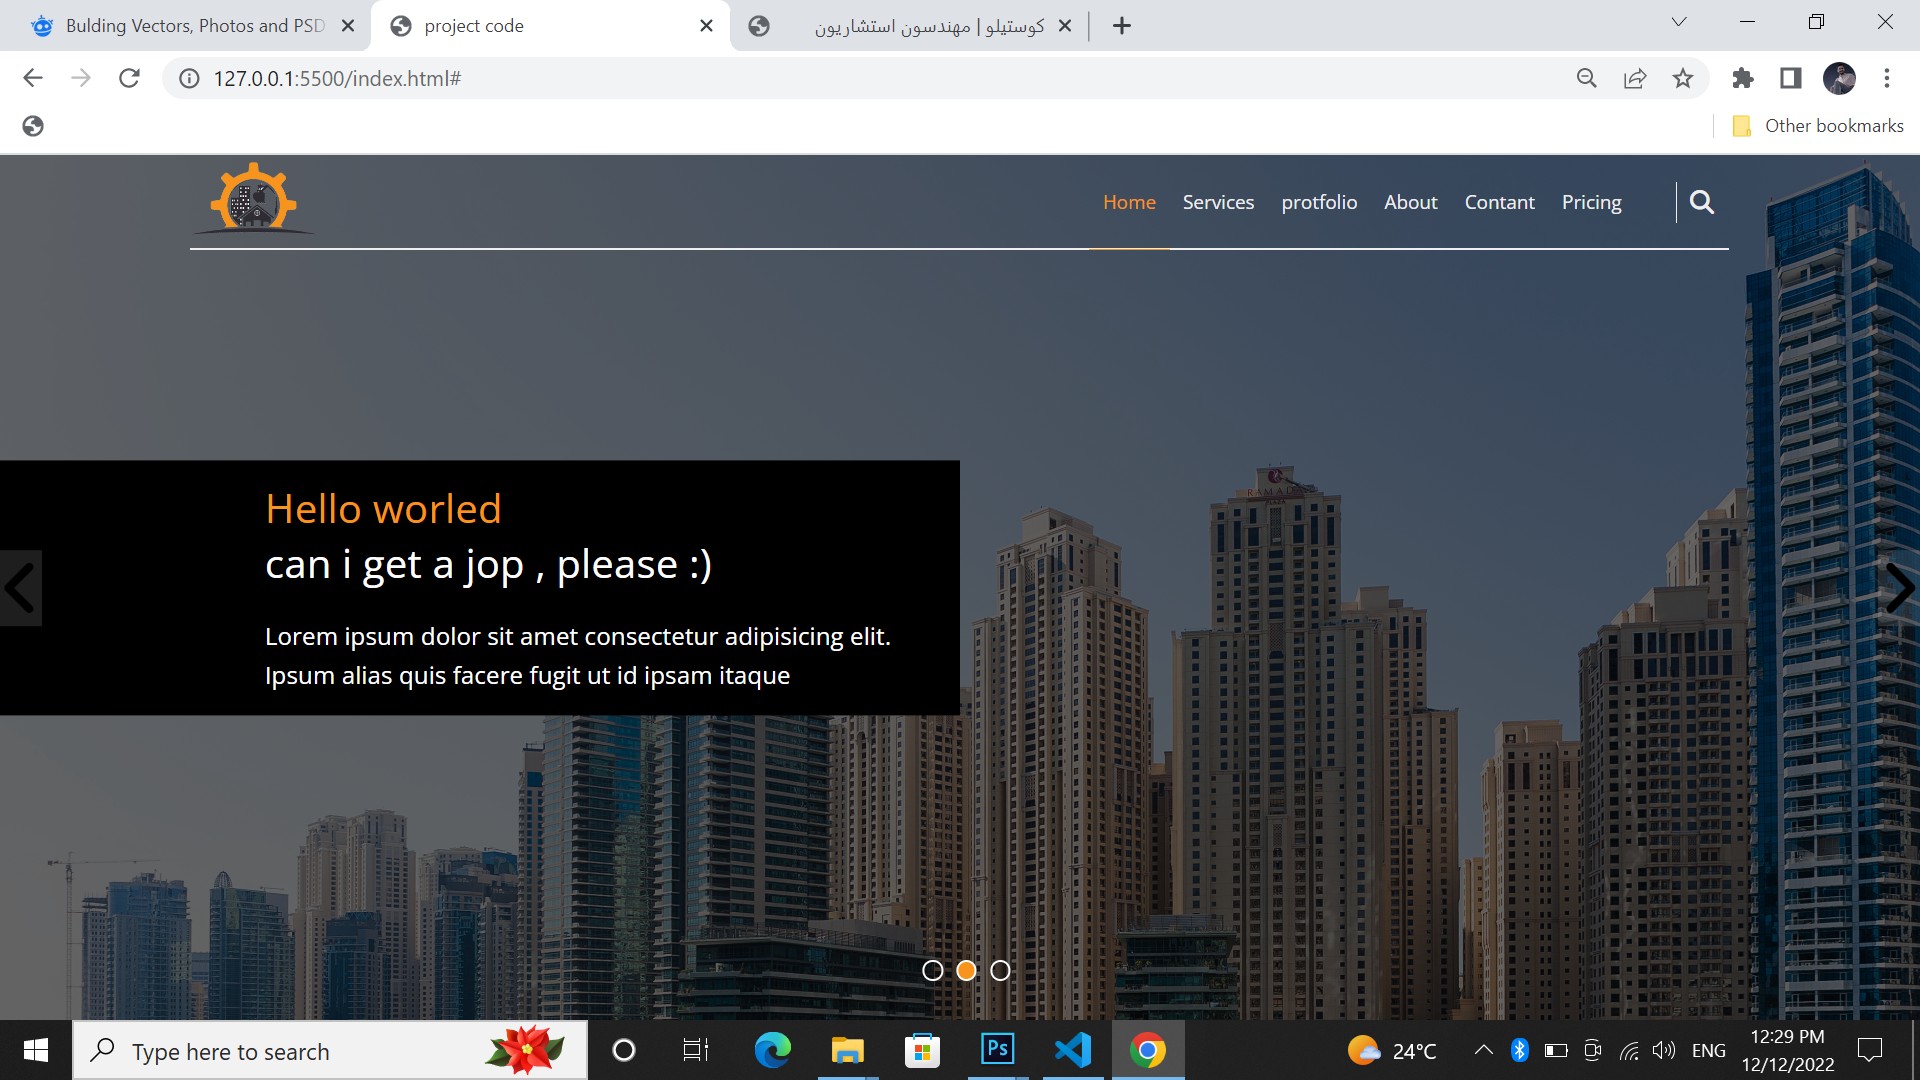 Bulding Vectors, Photos and PSD
project code
كوستيلو | مهندسون استشاريون
127.0.0.1:5500/index.html#
Other bookmarks
Home Services protfolio About Contant Pricing
RAMADA
Hello worled
can i get a jop , please :)
Lorem ipsum dolor sit amet consectetur adipisicing elit.
Ipsum alias quis facere fugit ut id ipsam itaque
Type here to search
Ps
24°C
ENG
12:29 PM
12/12/2022